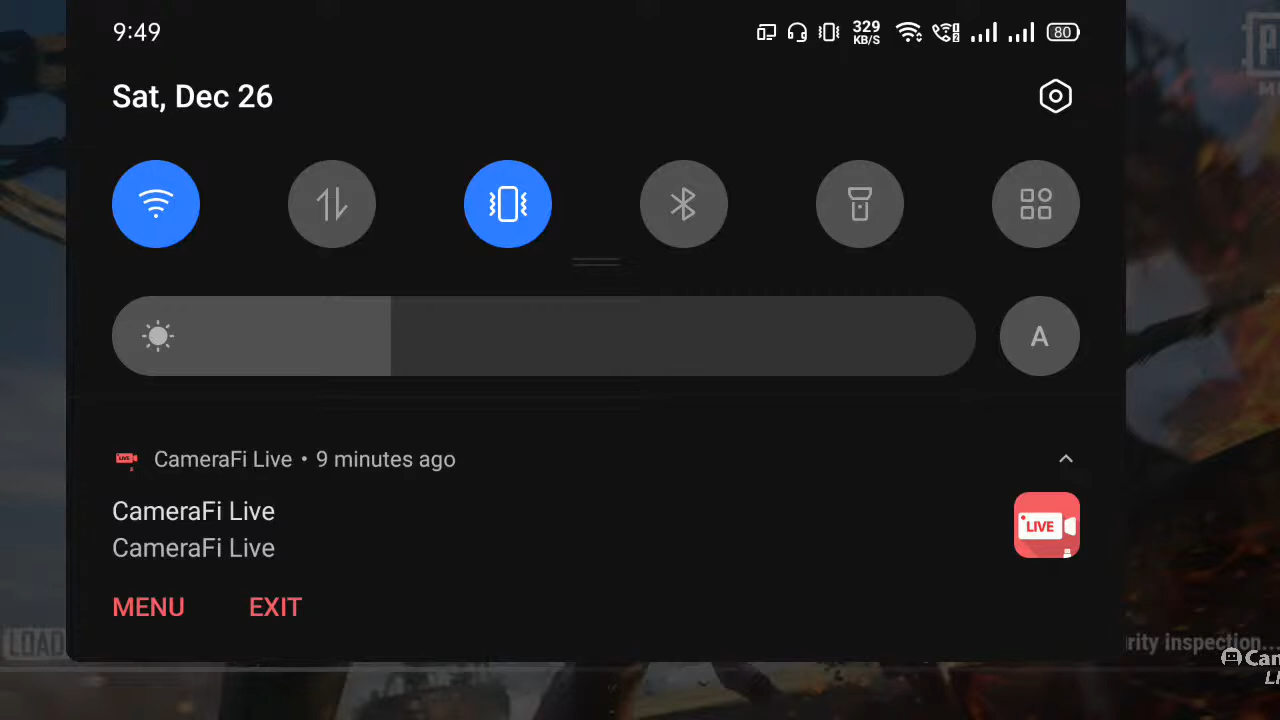 9:49
329
KB/S
80
Sat, Dec 26
A
CameraFi Live • 9 minutes ago
CameraFi Live
LIVE
CameraFi Live
MENU
EXIT
LOAD
rity inspection...